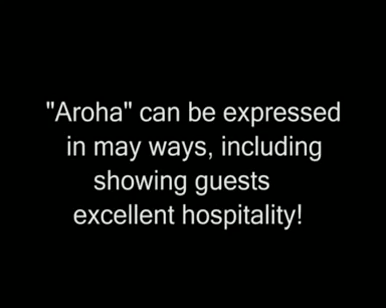 "Aroha" can be expressed
in may ways, including
showing guests
excellent hospitality!